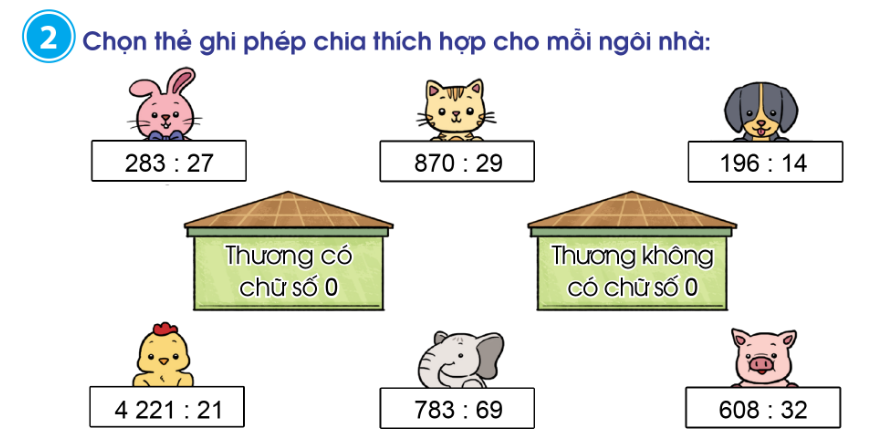 2 Chọn thẻ ghi phép chia thích hợp cho mỗi ngôi nhà:
283 : 27
870 : 29
196 : 14
Thương có
chữ số 0
Thương không
có chữ số 0
4 221 : 21
783 : 69
608 : 32